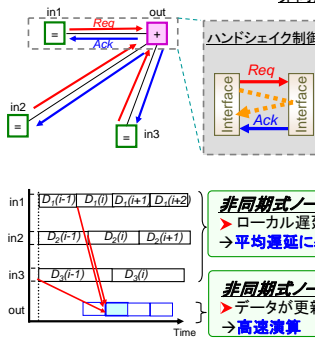 in1
out
Req
Ack
=
+
in2
=
=
in3
ハンドシェイク制御
Req
Interface
Interface
Ack
in1
D1(i-1) D1(i) D1(i+1) D1(i+2)
in2
D2(i-1) D2(i) D2(i+1)
in3
D3(i-1) D3(i)
out
Time
非同期式ノー
➤ ローカル遅延
→平均遅延に
非同期式ノー
➤データが更新
→高速演算